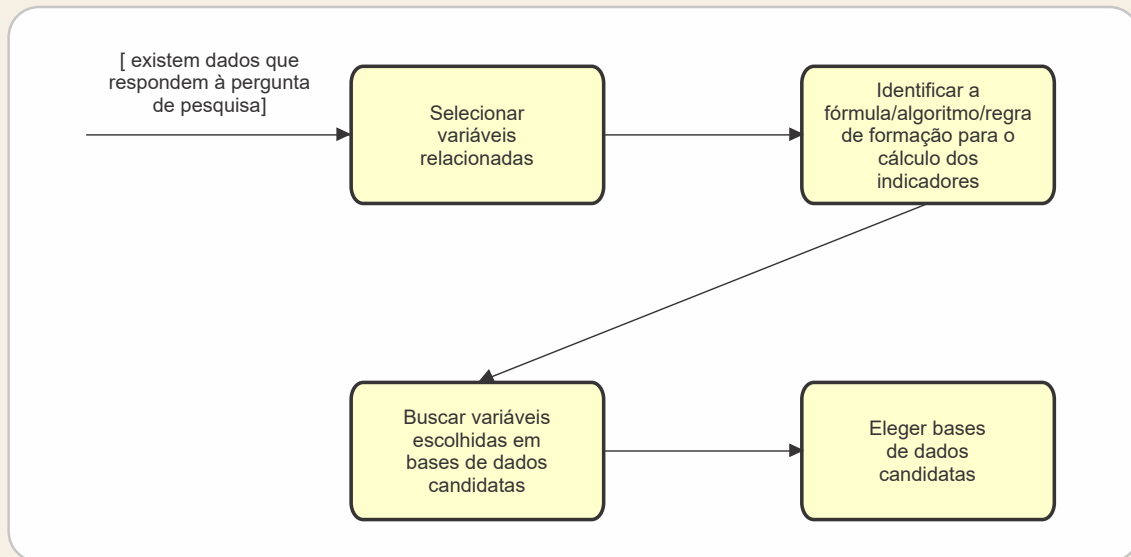 [ existem dados que
respondem à pergunta
de pesquisa]
Selecionar
variáveis
relacionadas
Identificar a
fórmula/algoritmo/regra
de formação para o
cálculo dos
indicadores
Buscar variáveis
escolhidas em
bases de dados
candidatas
Eleger bases
de dados
candidatas